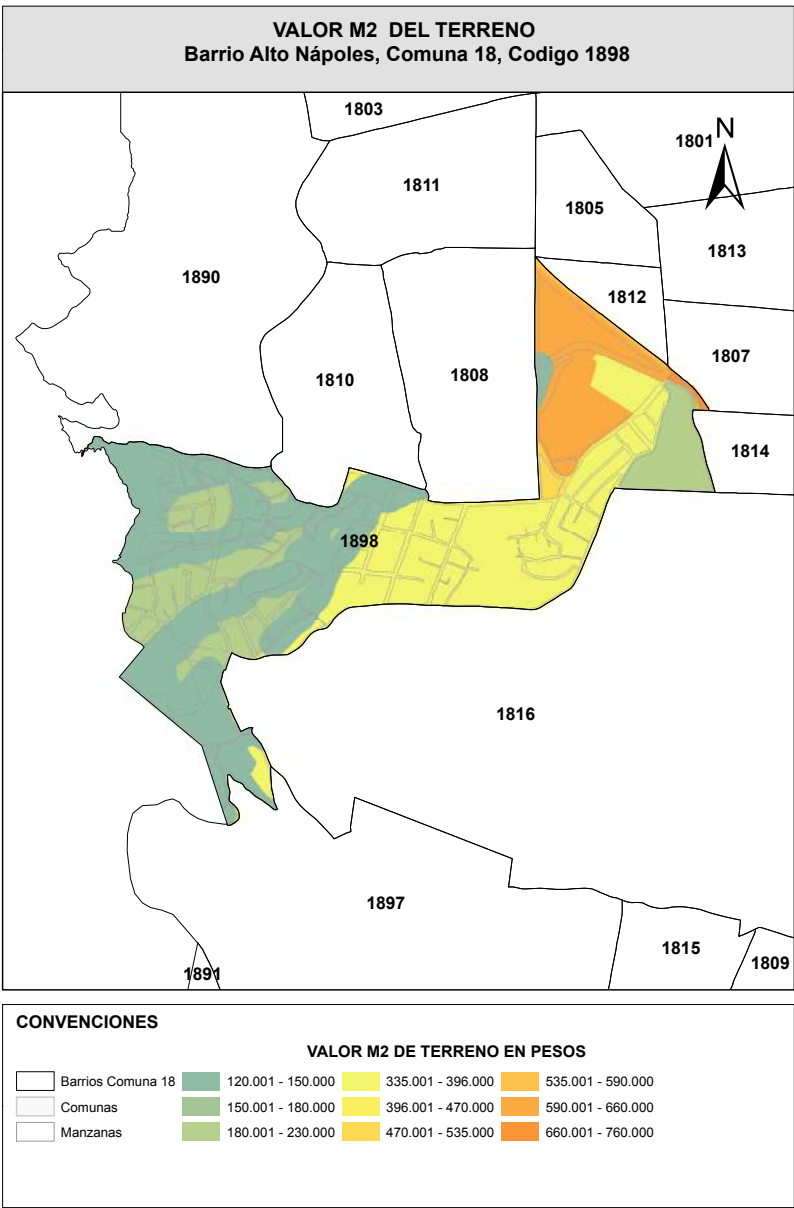 VALOR M2 DEL TERRENO
Barrio Alto Nápoles, Comuna 18, Codigo 1898
1803
1801
N
1811
1805
1813
1890
1812
1807
1810
1808
1814
1898
1816
1897
1815
1809
1891
CONVENCIONES
VALOR M2 DE TERRENO EN PESOS
Barrios Comuna 18
120.001 - 150.000
335.001 - 396.000
535.001 - 590.000
Comunas
150.001 - 180.000
396.001 - 470.000
590.001 - 660.000
Manzanas
180.001 - 230.000
470.001 - 535.000
660.001 - 760.000